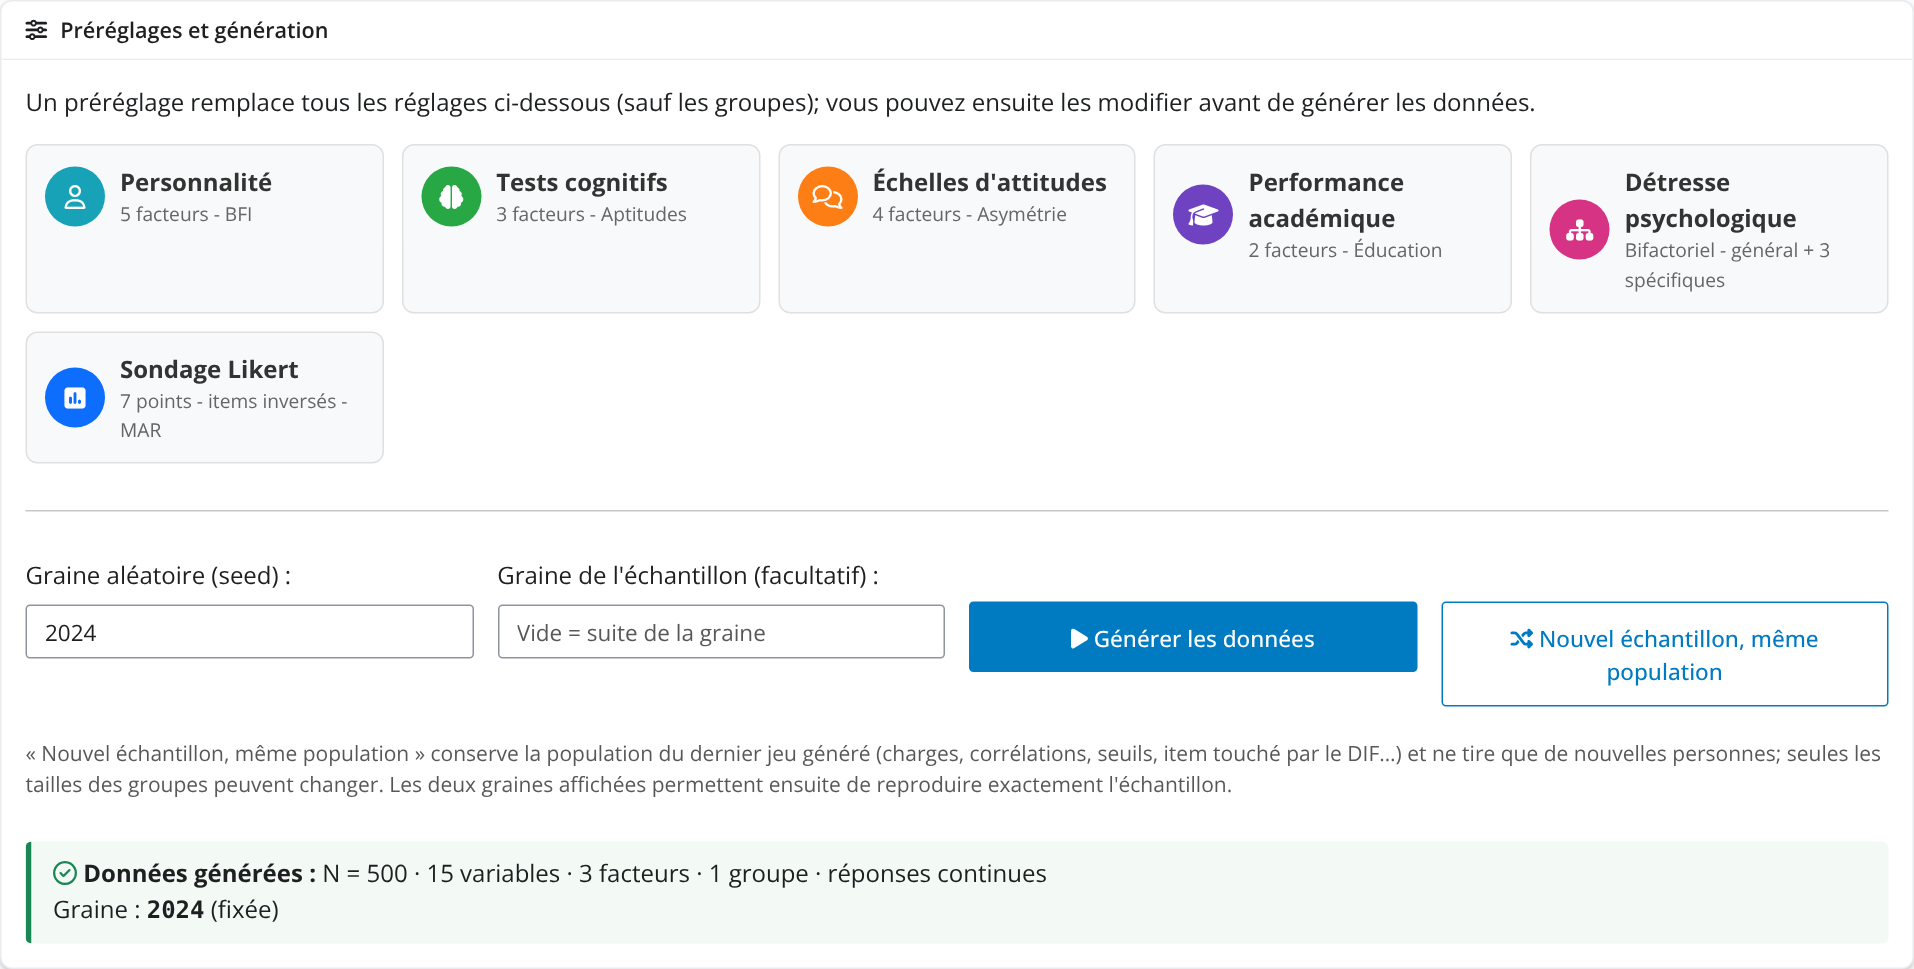 Préréglages et génération
Un préréglage remplace tous les réglages ci-dessous (sauf les groupes); vous pouvez ensuite les modifier avant de générer les données.
Personnalité
5 facteurs - BFI
Tests cognitifs
3 facteurs - Aptitudes
Échelles d'attitudes
4 facteurs - Asymétrie
Performance
académique
2 facteurs - Éducation
Détresse
psychologique
Bifactoriel - général + 3
spécifiques
Sondage Likert
7 points - items inversés -
MAR
Graine aléatoire (seed) :
2024
Graine de l'échantillon (facultatif) :
Vide = suite de la graine
Générer les données
Nouvel échantillon, même
population
« Nouvel échantillon, même population » conserve la population du dernier jeu généré (charges, corrélations, seuils, item touché par le DIF...) et ne tire que de nouvelles personnes; seules les
tailles des groupes peuvent changer. Les deux graines affichées permettent ensuite de reproduire exactement l'échantillon.
Données générées : N = 500 · 15 variables · 3 facteurs · 1 groupe · réponses continues
Graine : 2024 (fixée)